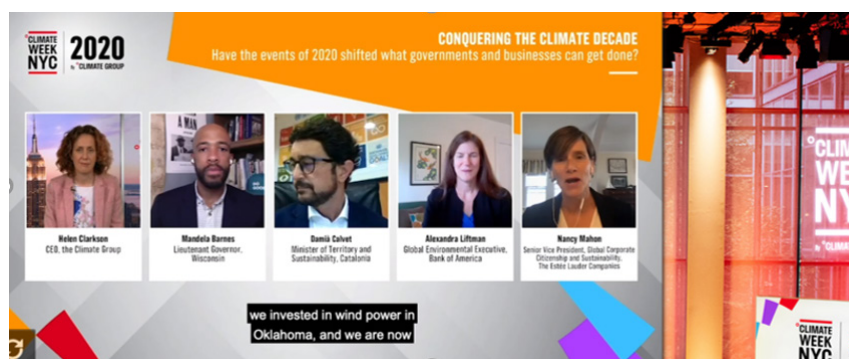 °CLIMATE
WEEK
NYC
2020
by °CLIMATE GROUP
CONQUERING THE CLIMATE DECADE
Have the events of 2020 shifted what governments and businesses can get done?
Helen Clarkson
CEO, the Climate Group
Mandela Barnes
Lieutenant Governor,
Wisconsin
Damià Calvet
Minister of Territory and
Sustainability, Catalonia
Alexandra Liftman
Global Environmental Executive,
Bank of America
Nancy Mahon
Senior Vice President, Global Corporate
Citizenship and Sustainability,
The Estée Lauder Companies
we invested in wind power in
Oklahoma, and we are now
°CLIM
WE
NY
°CLIMATE
WEEK
NYC